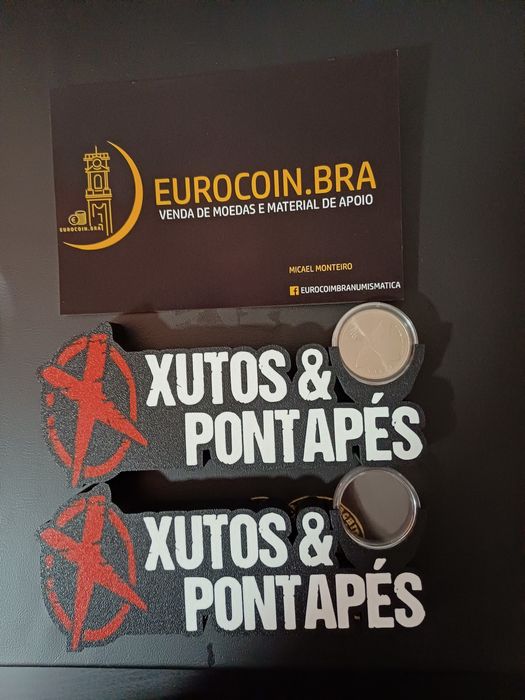 EUROCOIN.BRA
VENDA DE MOEDAS E MATERIAL DE APOIO
EUROCOIN.BRA
MICAEL MONTEIRO
EUROCOIMBRANUMISMATICA
XUTOS &
PONTAPÉS
XUTOS &
PONTAPÉS